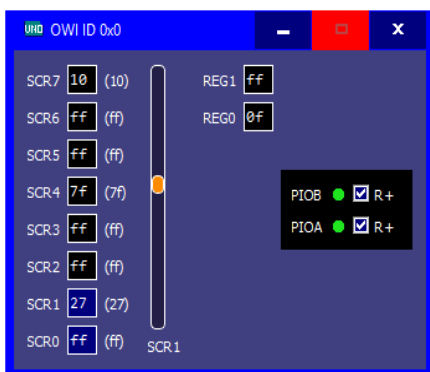 UNO OWI ID 0x0
SCR7 10 (10) REG1 ff
SCR6 ff (ff) REG0 0f
SCR5 ff (ff)
SCR4 7f (7f) PIOB R+
SCR3 ff (ff) PIOA R+
SCR2 ff (ff)
SCR1 27 (27)
SCR0 ff (ff) SCR1